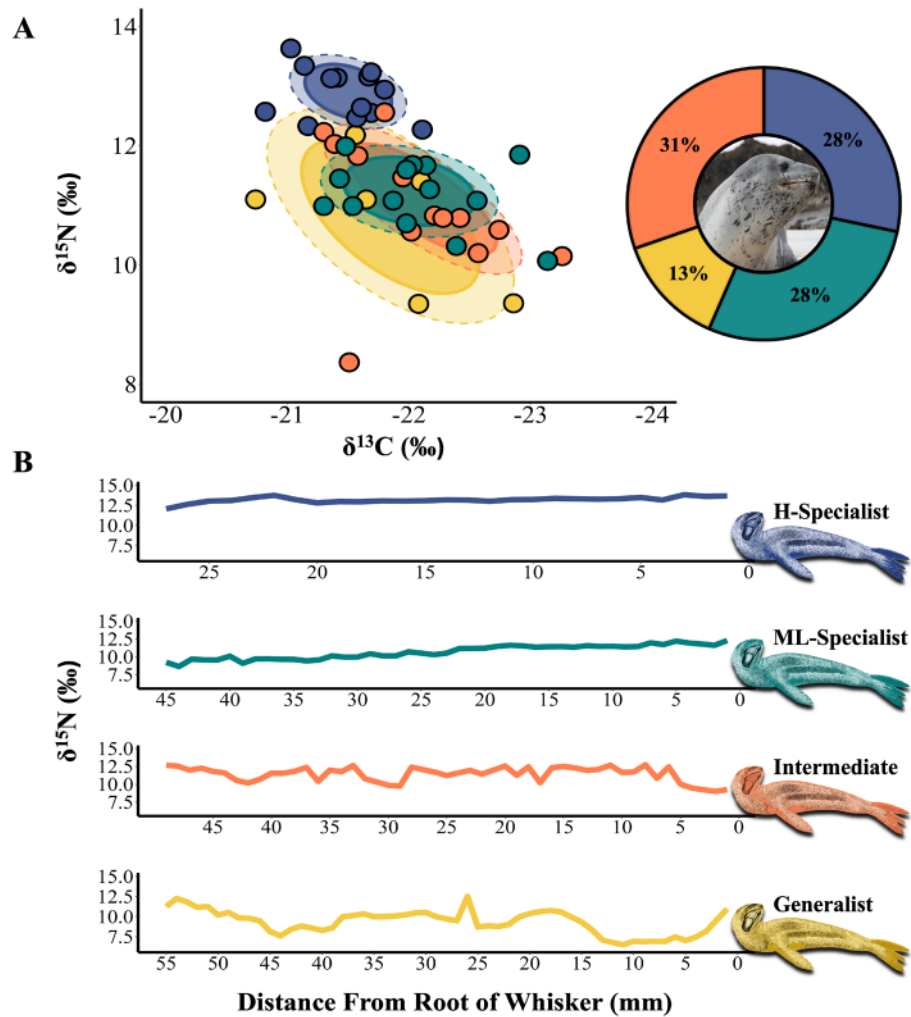 A
14
12
10
8
δ¹⁵N (‰)
-20 -21 -22 -23 -24
δ¹³C (‰)
31% 28%
13% 28%
B
δ¹⁵N (‰)
15.0
12.5
10.0
7.5
25 20 15 10 5 0
H-Specialist
15.0
12.5
10.0
7.5
45 40 35 30 25 20 15 10 5 0
ML-Specialist
15.0
12.5
10.0
7.5
45 40 35 30 25 20 15 10 5 0
Intermediate
15.0
12.5
10.0
7.5
55 50 45 40 35 30 25 20 15 10 5 0
Generalist
Distance From Root of Whisker (mm)